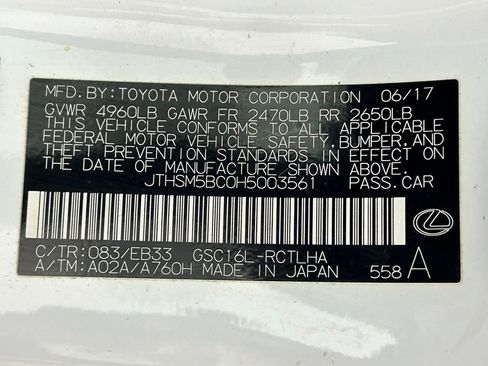 MFD.BY:TOYOTA MOTOR CORPORATION 06/17
GVWR 4960LB GAWR FR 2470LB RR 2650LB
THIS VEHICLE CONFORMS TO ALL APPLICABLE
FEDERAL MOTOR VEHICLE SAFETY,BUMPER,AND
THEFT PREVENTION STANDARDS IN EFFECT ON
THE DATE OF MANUFACTURE SHOWN ABOVE.
JTHSM5BC0H5003561 PASS.CAR
C/TR:083/EB33 GSC16L-RCTLHA
A/TM:A02A/A760H MADE IN JAPAN 558 A